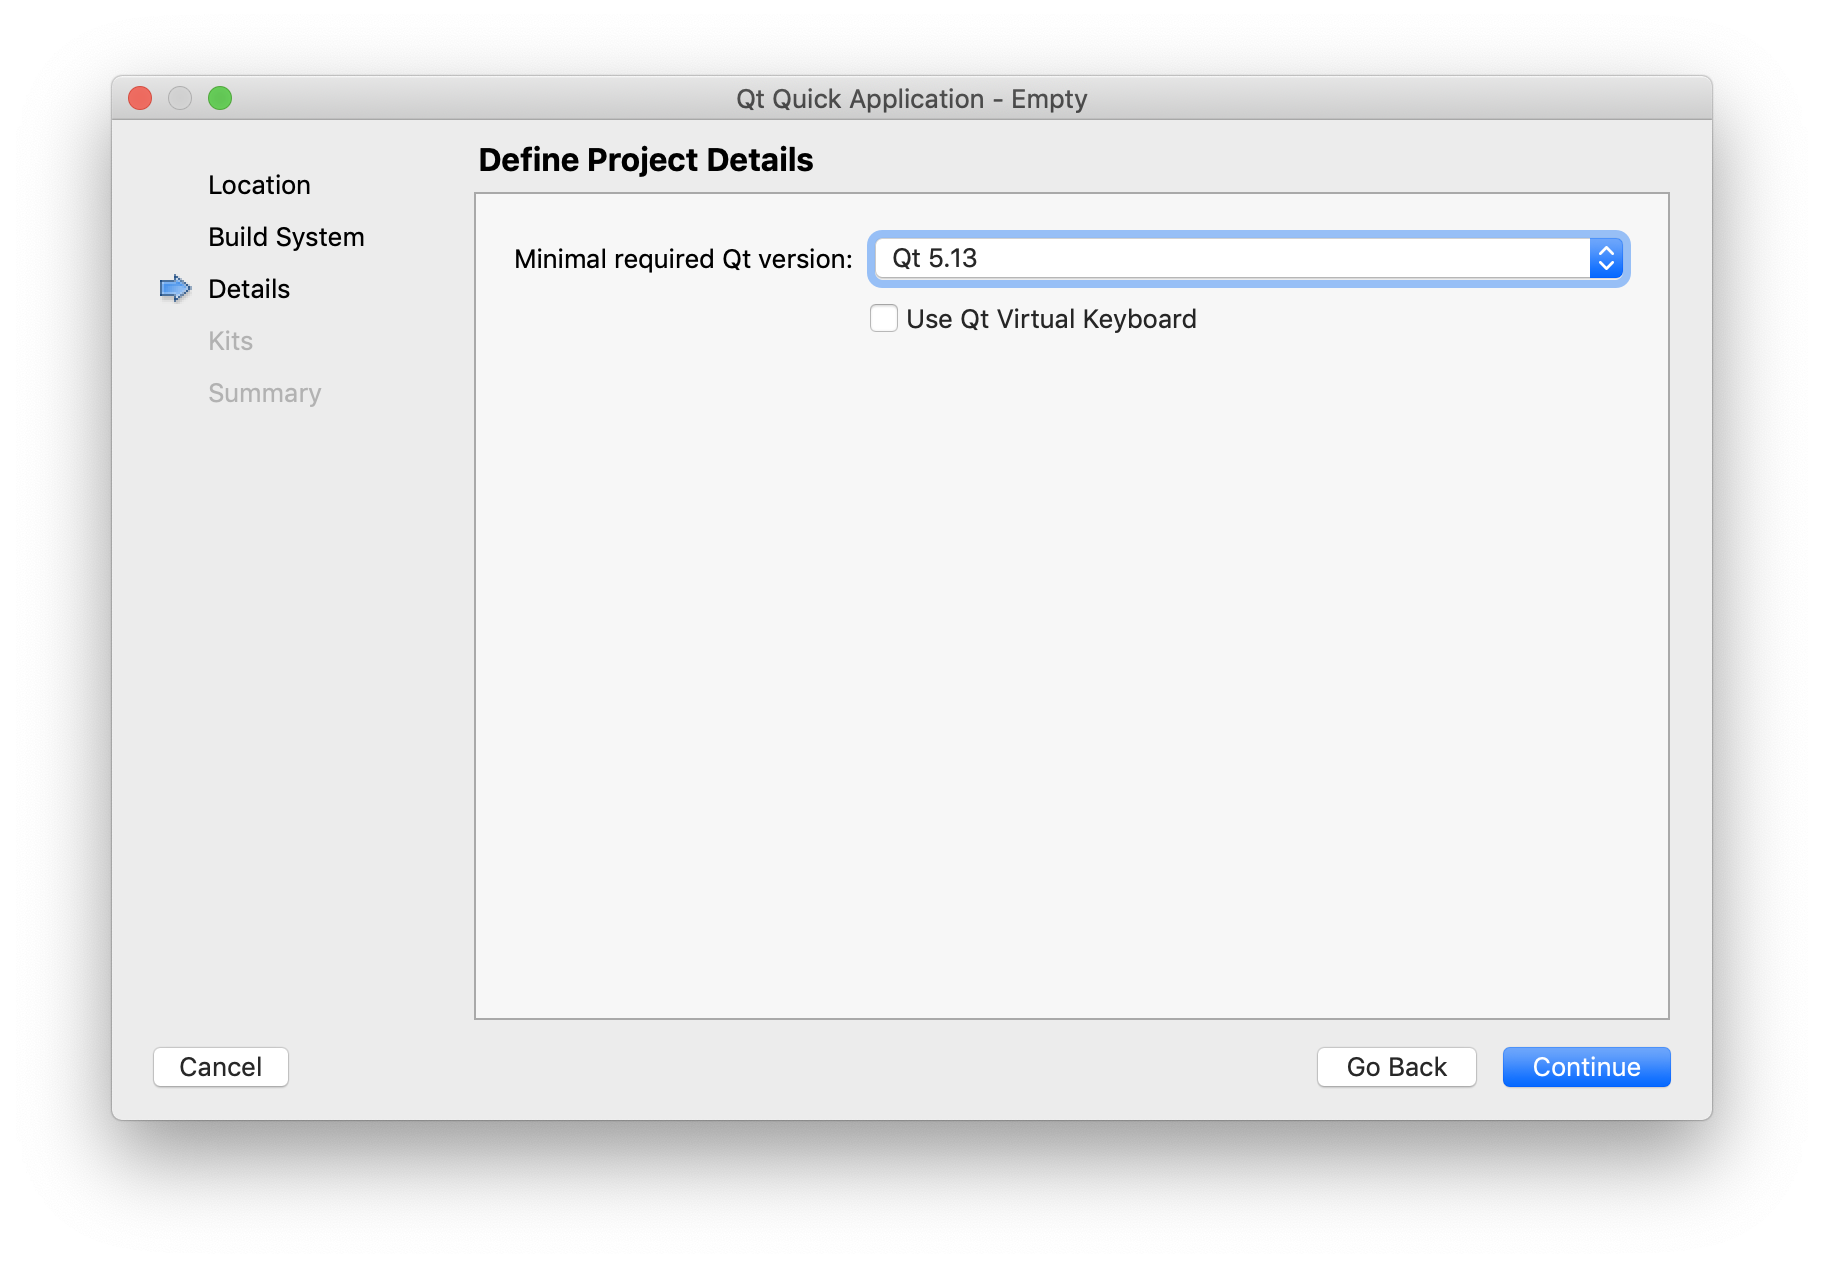 Qt Quick Application - Empty
Location
Build System
Details
Kits
Summary
Define Project Details
Minimal required Qt version: Qt 5.13
Use Qt Virtual Keyboard
Cancel Go Back Continue